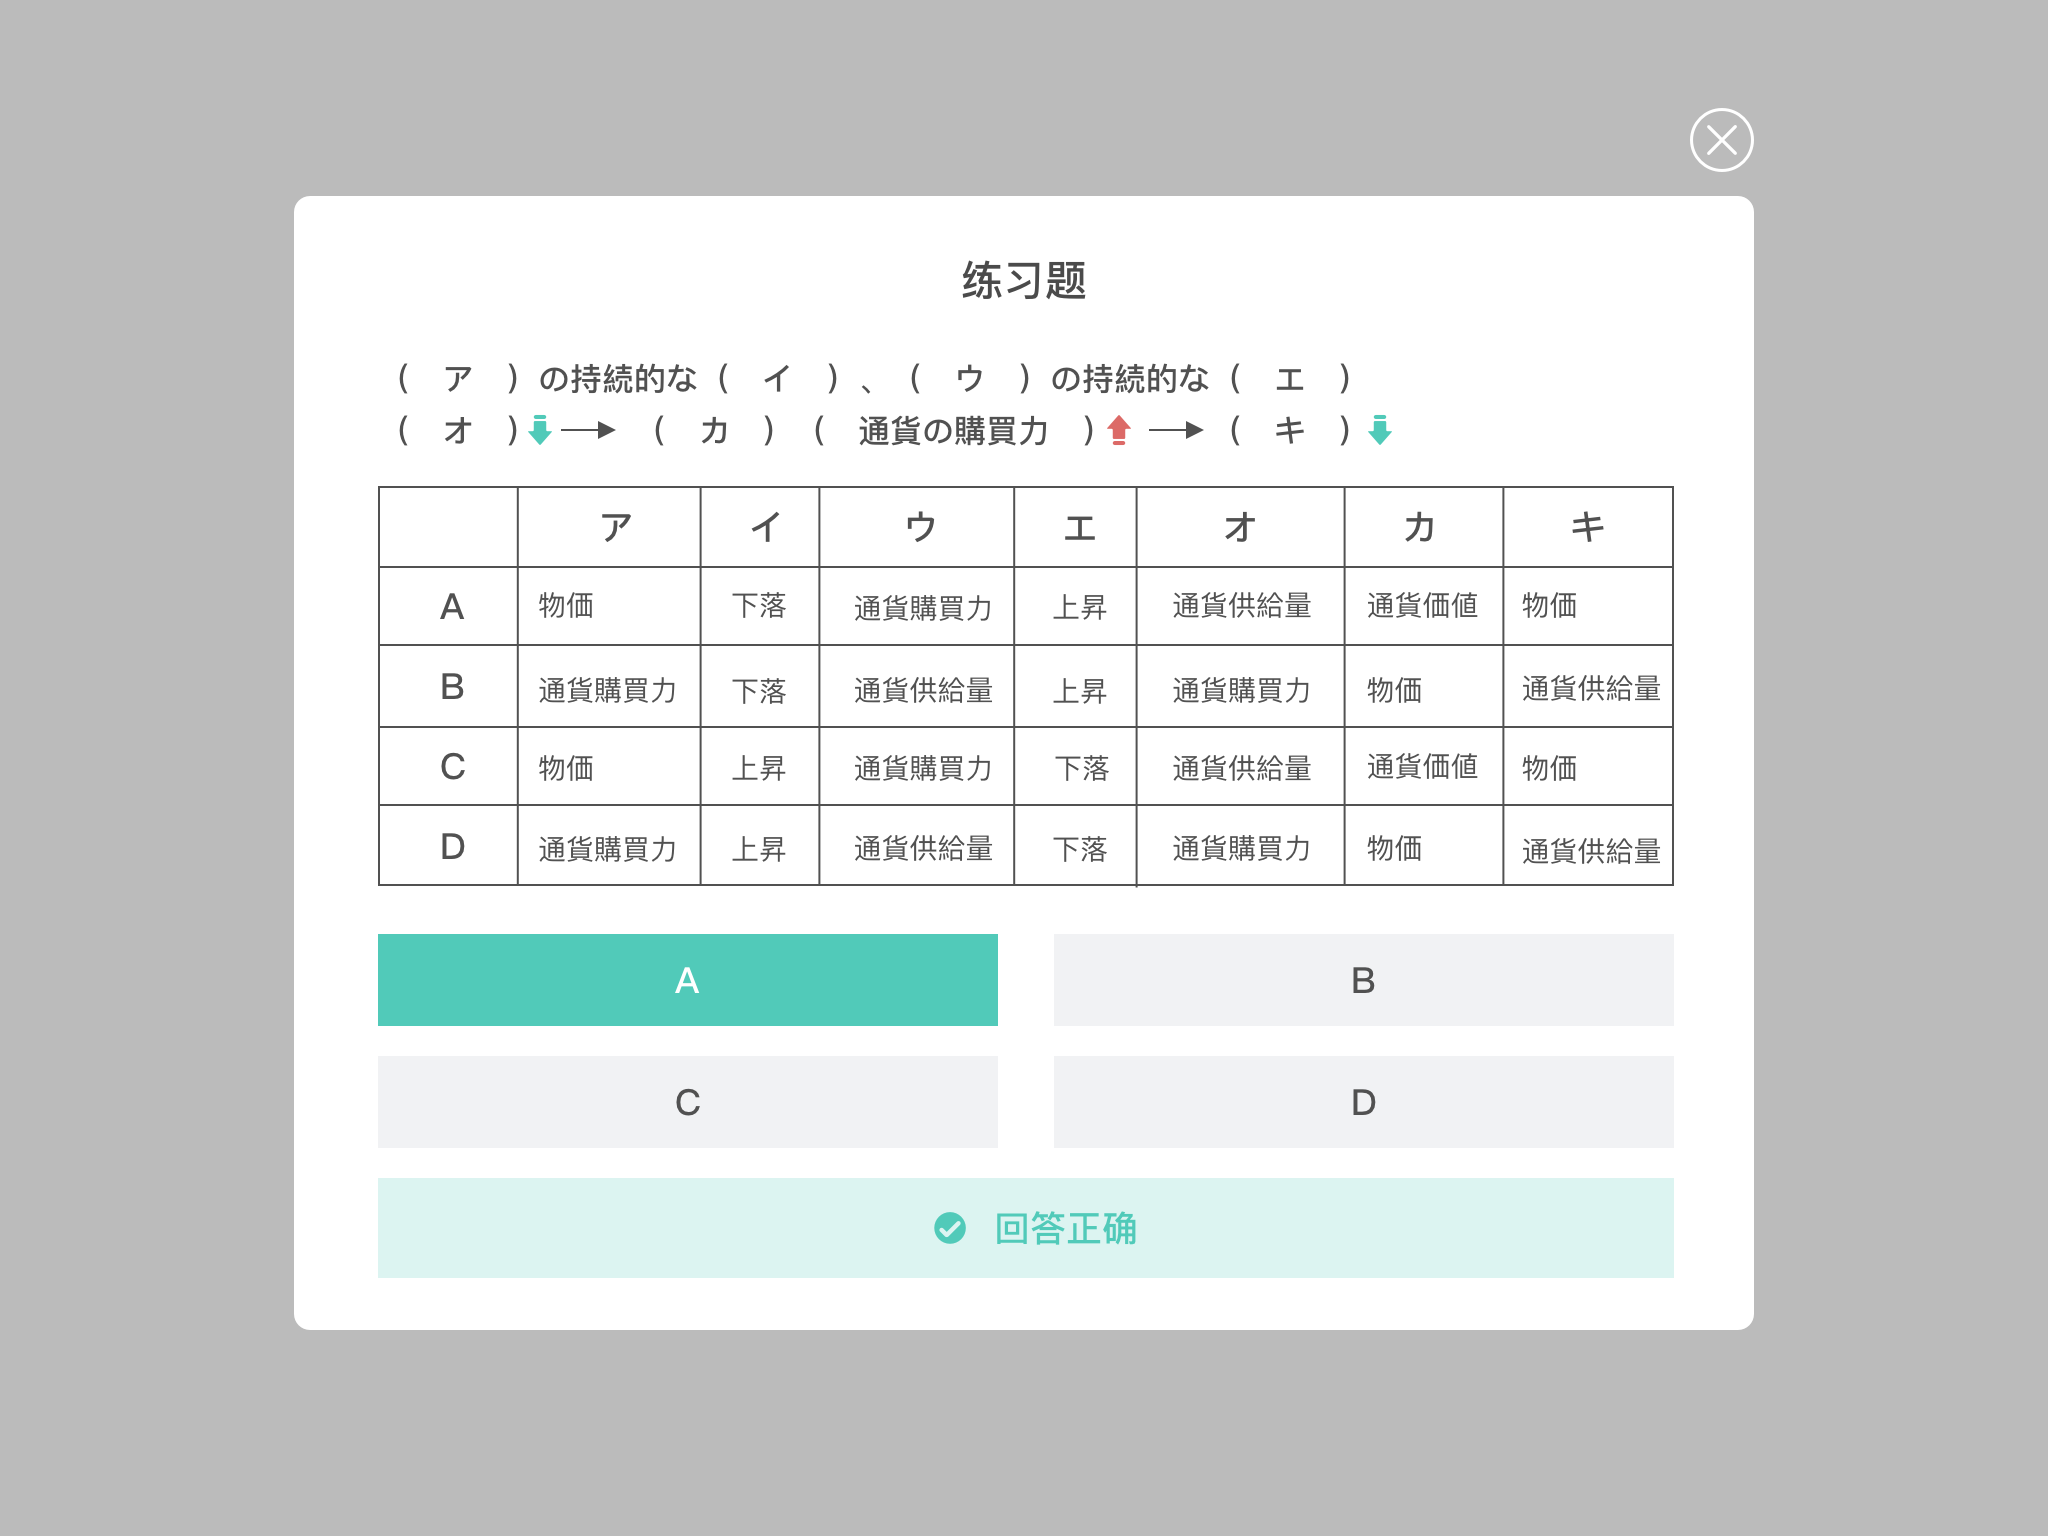 练习题
（ ア ）の持続的な（ イ ）、（ ウ ）の持続的な（ エ ）
（ オ ）（ カ ）（ 通貨の購買力 ）（ キ ）
ア イ ウ エ オ カ キ
A 物価 下落 通貨購買力 上昇 通貨供給量 通貨価値 物価
B 通貨購買力 下落 通貨供給量 上昇 通貨購買力 物価 通貨供給量
C 物価 上昇 通貨購買力 下落 通貨供給量 通貨価値 物価
D 通貨購買力 上昇 通貨供給量 下落 通貨購買力 物価 通貨供給量
A
B
C
D
回答正确